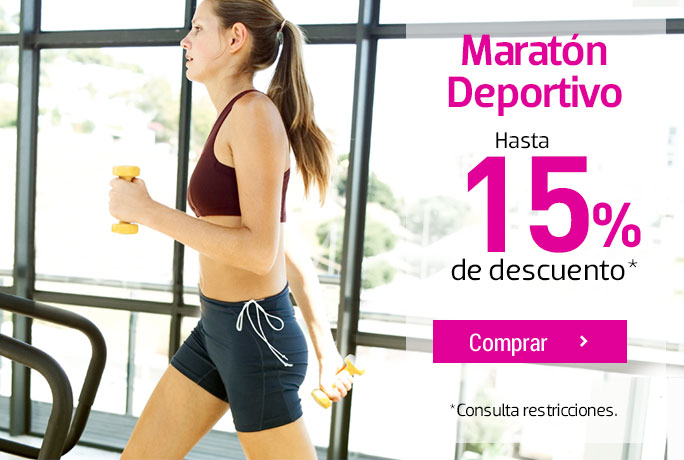 Maratón
Deportivo
Hasta
15%
de descuento*
Comprar >
*Consulta restricciones.